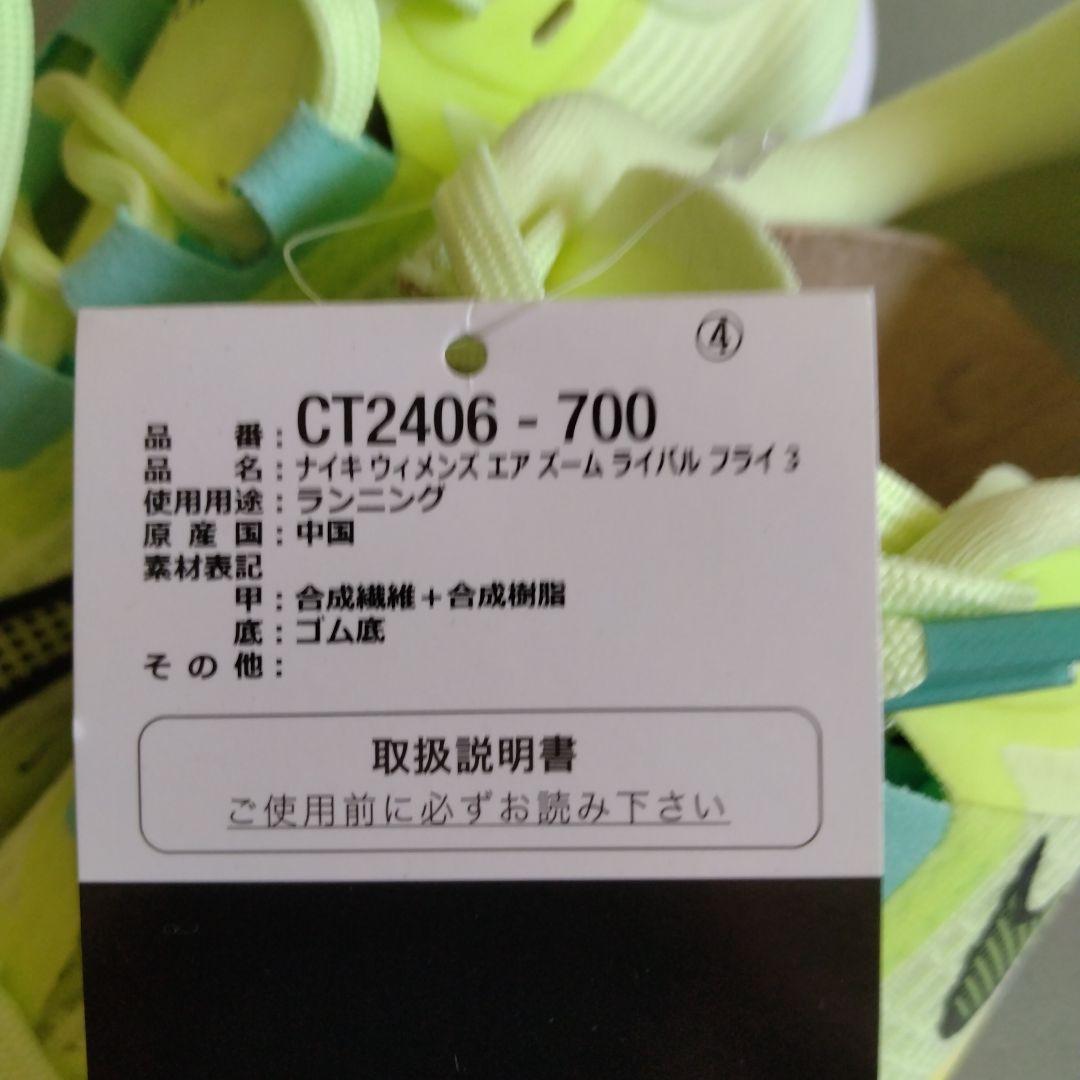 ④
品番：CT2406 - 700
品名：ナイキ ウィメンズ エア ズーム ライバル フライ 3
使用用途：ランニング
原産国：中国
素材表記
甲：合成繊維＋合成樹脂
底：ゴム底
その他：
取扱説明書
ご使用前に必ずお読み下さい